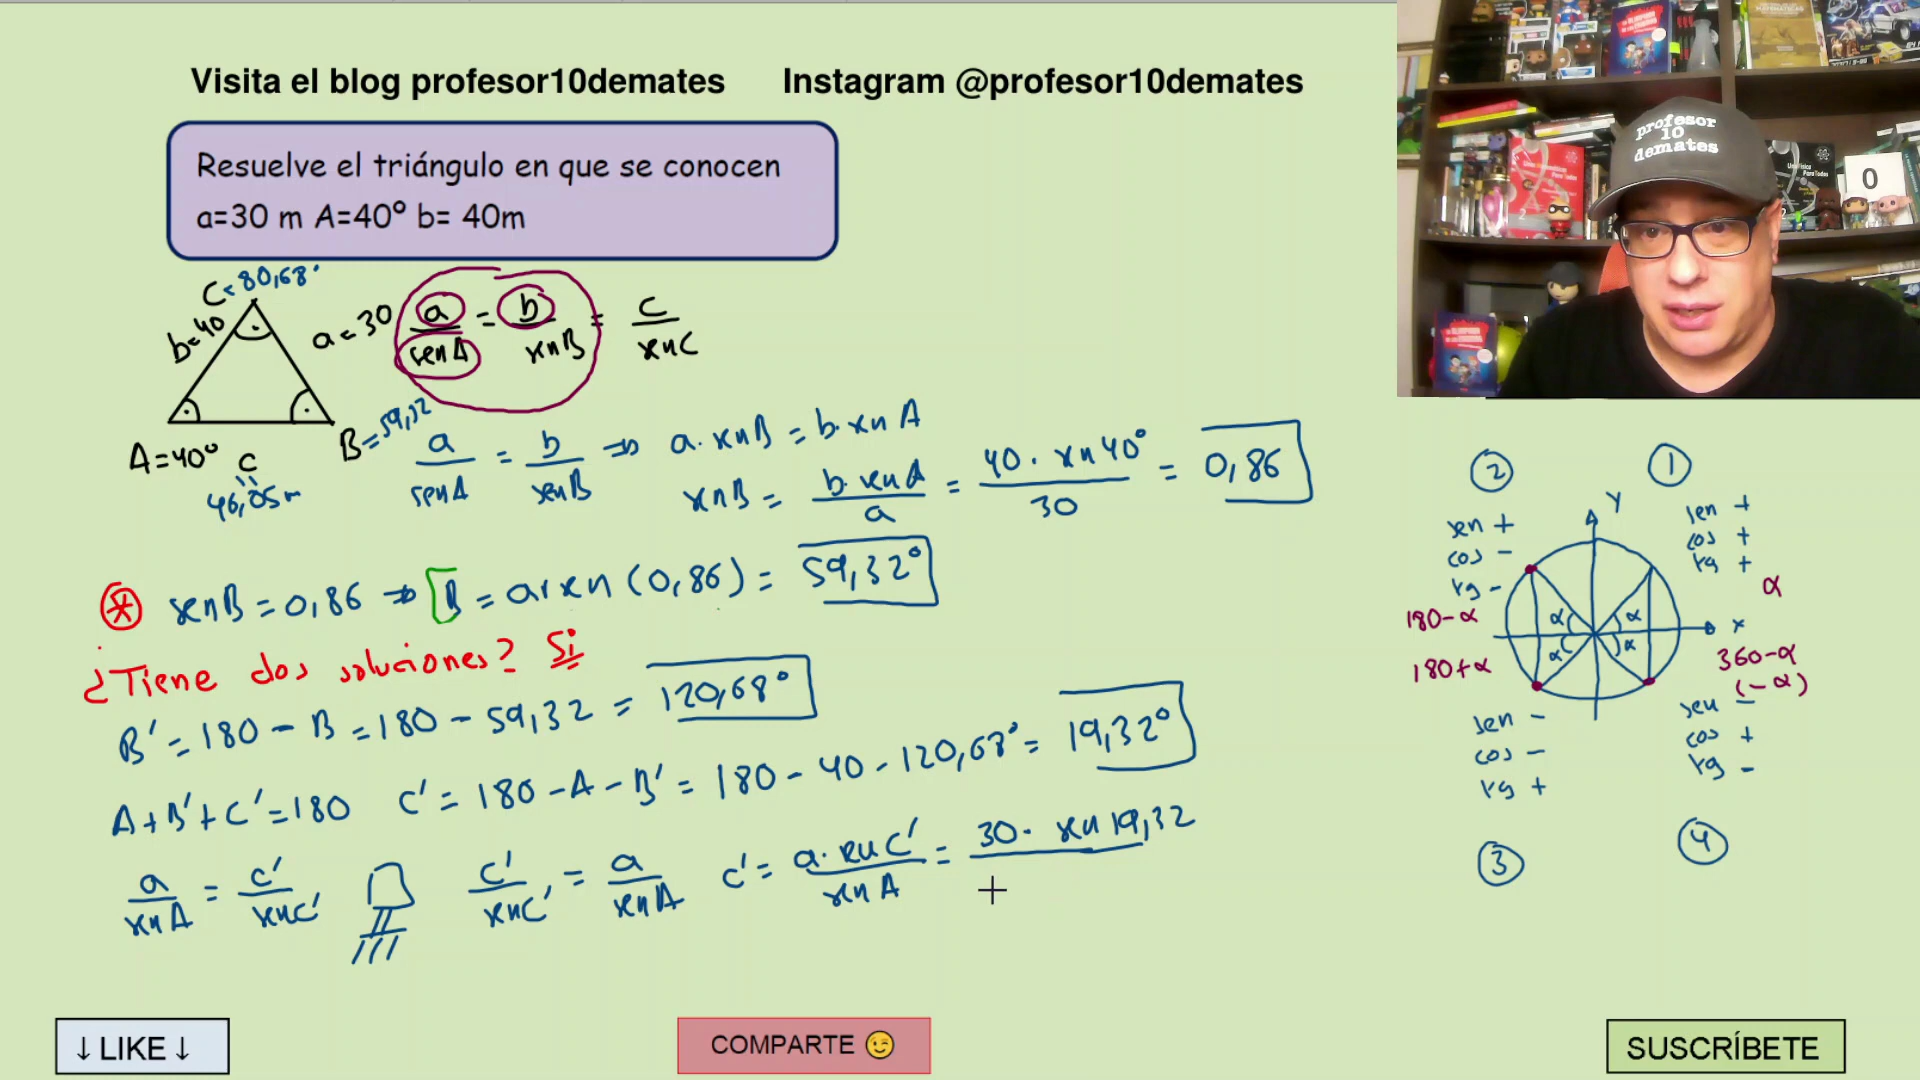 Visita el blog profesor10demates Instagram @profesor10demates
Resuelve el triángulo en que se conocen
a=30 m A=40º b= 40m
profesor
10
demates
0
C=80,68°
b=40
a=30
A=40°
B=59,32
c
46,05m
a/senA = b/senB = c/senC
a/senA = b/senB ⇒ a·senB = b·senA
senB = b·senA/a = 40·sen40°/30 = 0,86
* senB=0,86 ⇒ B = arcsen(0,86) = 59,32°
¿Tiene dos soluciones? Si
B' = 180 - B = 180 - 59,32 = 120,68°
A+B'+C'=180 C' = 180-A-B' = 180-40-120,68° = 19,32°
a/senA = c'/senC' c'/senC' = a/senA c' = a·senC'/senA = 30·sen19,32
2 1
Y
sen + sen +
cos - cos +
tg - tg +
α
180-α
α α
x
180+α
α α
360-α
(-α)
sen - sen -
cos - cos +
tg + tg -
3 4
↓ LIKE ↓ COMPARTE 😉 SUSCRÍBETE